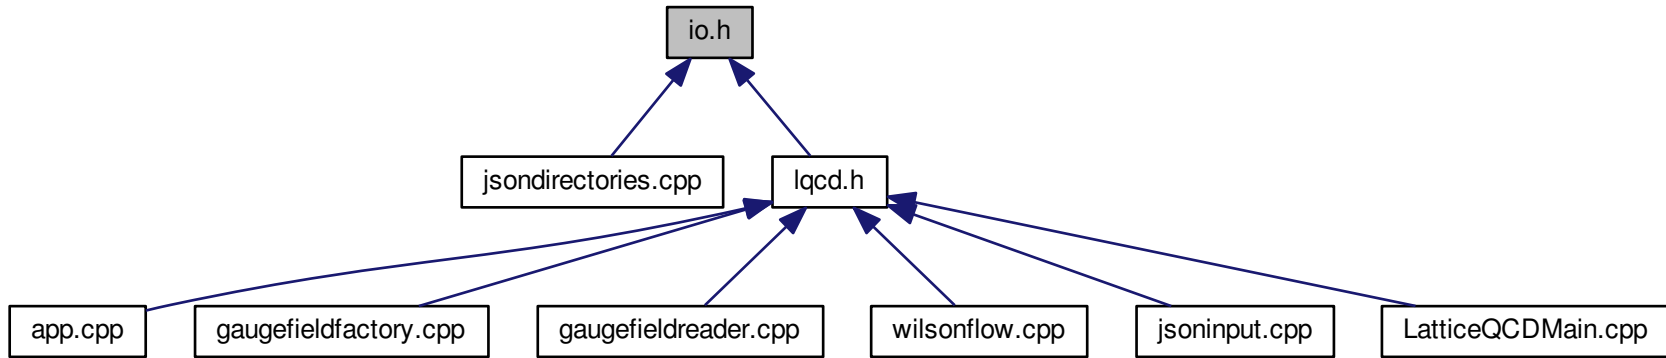 io.h
jsondirectories.cpp
lqcd.h
app.cpp
gaugefieldfactory.cpp
gaugefieldreader.cpp
wilsonflow.cpp
jsoninput.cpp
LatticeQCDMain.cpp